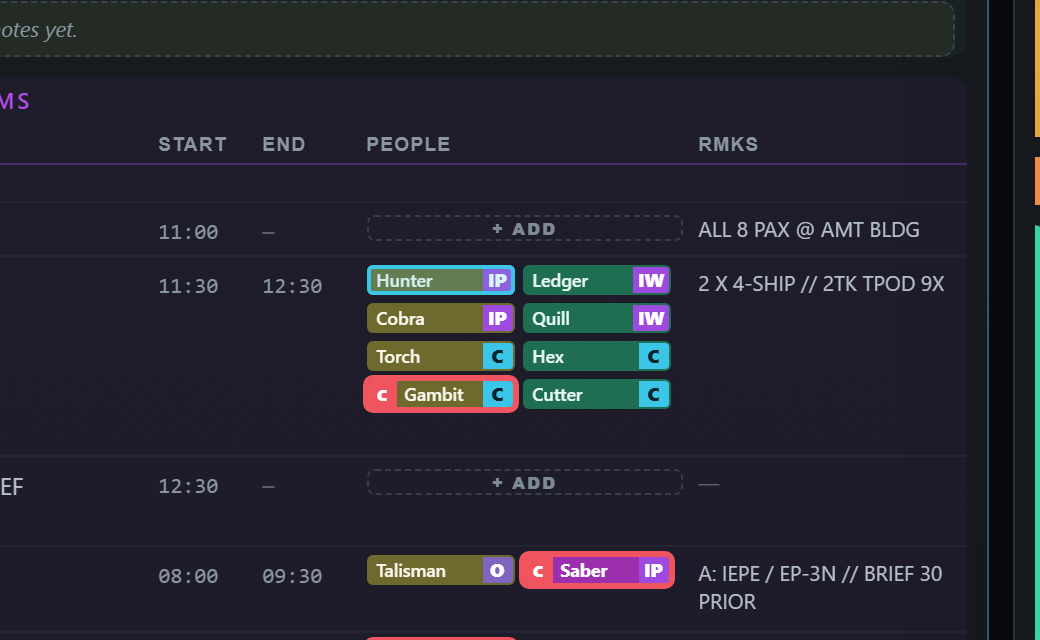 otes yet.
MS
START END PEOPLE RMKS
11:00 — + ADD ALL 8 PAX @ AMT BLDG
11:30 12:30 Hunter IP Ledger IW 2 X 4-SHIP // 2TK TPOD 9X
Cobra IP Quill IW
Torch C Hex C
C Gambit C Cutter C
EF 12:30 — + ADD —
08:00 09:30 Talisman O C Saber IP A: IEPE / EP-3N // BRIEF 30
PRIOR